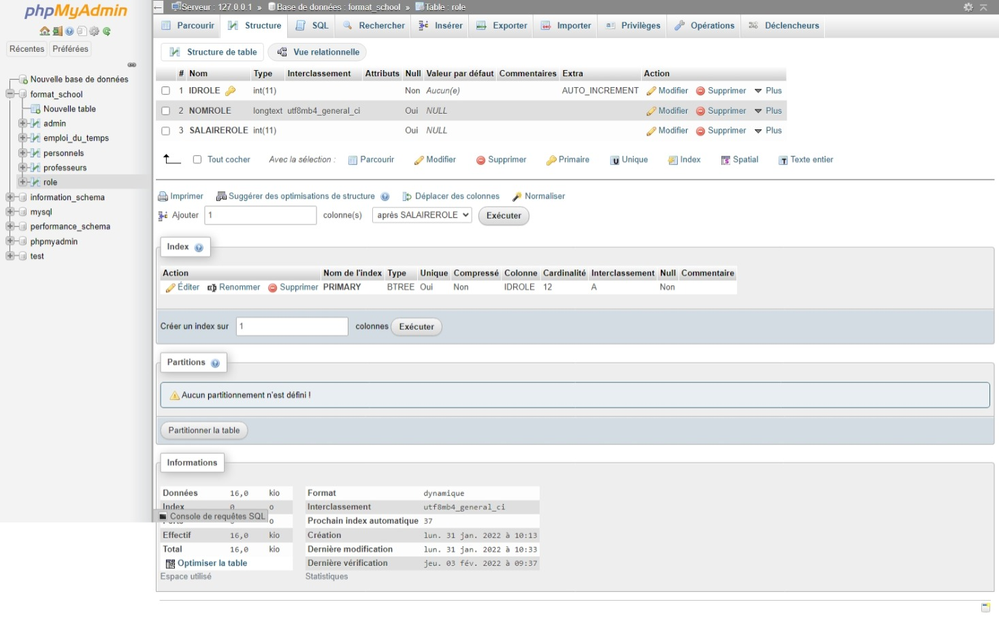 phpMyAdmin
Récentes Préférées
Nouvelle base de données
format_school
Nouvelle table
admin
emploi_du_temps
personnels
professeurs
role
information_schema
mysql
performance_schema
phpmyadmin
test
Serveur : 127.0.0.1 » Base de données : format_school » Table : role
Parcourir Structure SQL Rechercher Insérer Exporter Importer Privilèges Opérations Déclencheurs
Structure de table Vue relationnelle
# Nom Type Interclassement Attributs Null Valeur par défaut Commentaires Extra Action
1 IDROLE int(11) Non Aucun(e) AUTO_INCREMENT Modifier Supprimer Plus
2 NOMROLE longtext utf8mb4_general_ci Oui NULL Modifier Supprimer Plus
3 SALAIREROLE int(11) Oui NULL Modifier Supprimer Plus
Tout cocher Avec la sélection : Parcourir Modifier Supprimer Primaire Unique Index Spatial Texte entier
Imprimer Suggérer des optimisations de structure Déplacer des colonnes Normaliser
Ajouter 1 colonne(s) après SALAIREROLE Exécuter
Index
Action Nom de l'index Type Unique Compressé Colonne Cardinalité Interclassement Null Commentaire
Éditer Renommer Supprimer PRIMARY BTREE Oui Non IDROLE 12 A Non
Créer un index sur 1 colonnes Exécuter
Partitions
Aucun partitionnement n'est défini !
Partitionner la table
Informations
Données 16,0 kio
Index 0 o
Console de requêtes SQL
o
Effectif 16,0 kio
Total 16,0 kio
Optimiser la table
Espace utilisé
Format dynamique
Interclassement utf8mb4_general_ci
Prochain index automatique 37
Création lun. 31 jan. 2022 à 10:13
Dernière modification lun. 31 jan. 2022 à 10:33
Dernière vérification jeu. 03 fév. 2022 à 09:37
Statistiques